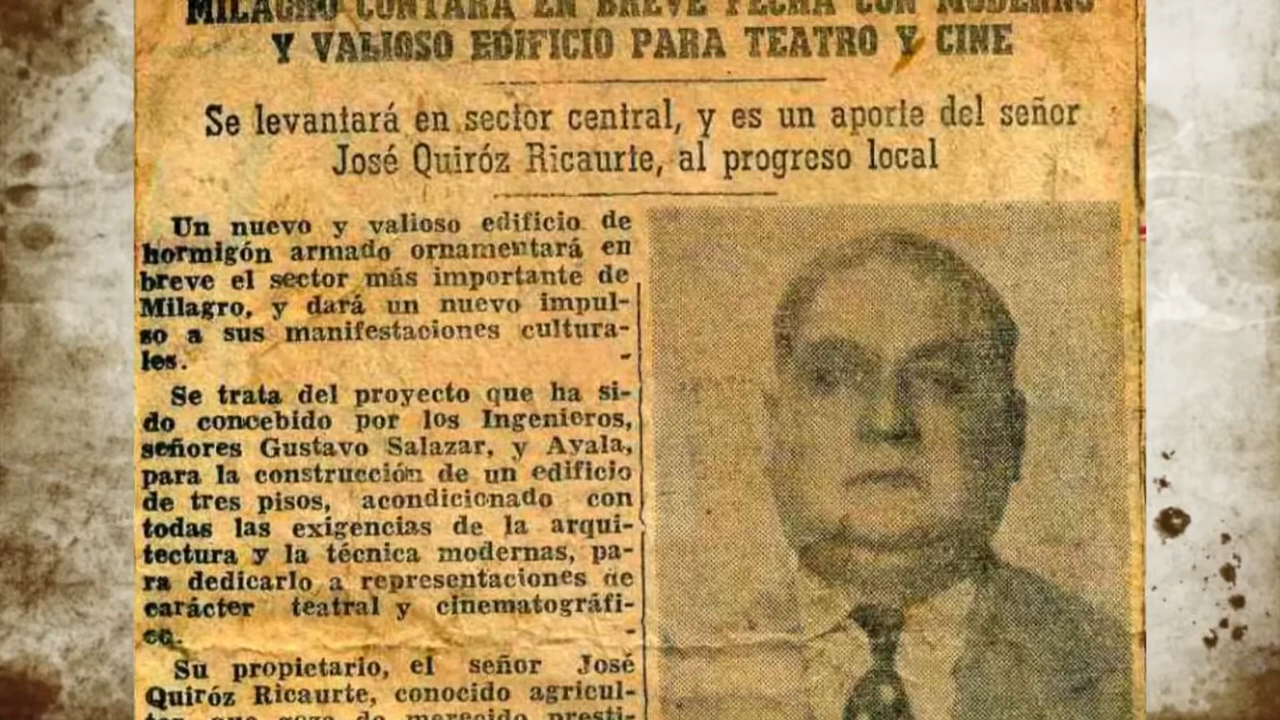 MILAGRO CONTARA EN BREVE FECHA CON MODERNO
Y VALIOSO EDIFICIO PARA TEATRO Y CINE
Se levantará en sector central, y es un aporte del señor
José Quiróz Ricaurte, al progreso local
Un nuevo y valioso edificio de
hormigón armado ornamentará en
breve el sector más importante de
Milagro, y dará un nuevo impul-
so a sus manifestaciones cultura-
les. -
Se trata del proyecto que ha si-
do concebido por los Ingenieros,
señores Gustavo Salazar, y Ayala,
para la construcción de un edificio
de tres pisos, acondicionado con
todas las exigencias de la arqui-
tectura y la técnica modernas, pa-
ra dedicarlo a representaciones de
carácter teatral y cinematográfi-
co. -
Su propietario, el señor José
Quiróz Ricaurte, conocido agricul-
tor, que goza de merecido presti-